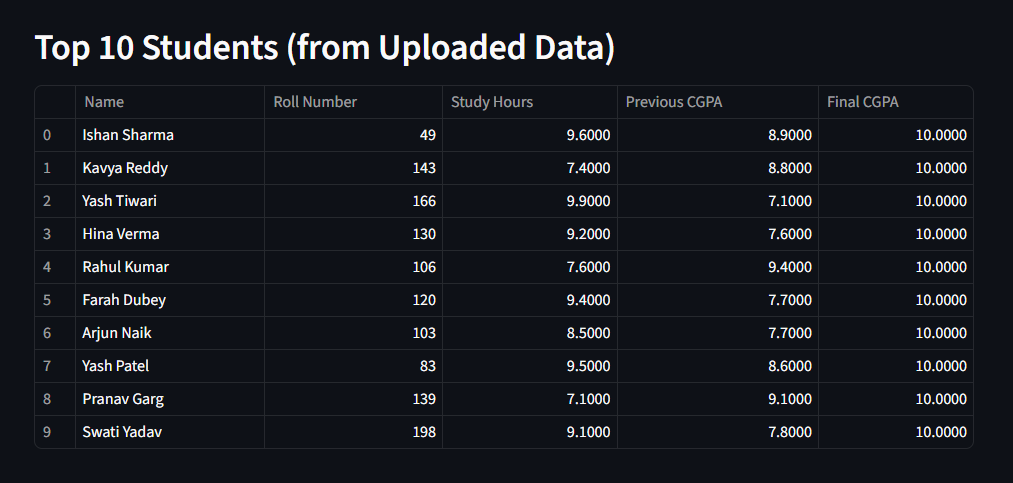 Top 10 Students (from Uploaded Data)
Name Roll Number Study Hours Previous CGPA Final CGPA
0 Ishan Sharma 49 9.6000 8.9000 10.0000
1 Kavya Reddy 143 7.4000 8.8000 10.0000
2 Yash Tiwari 166 9.9000 7.1000 10.0000
3 Hina Verma 130 9.2000 7.6000 10.0000
4 Rahul Kumar 106 7.6000 9.4000 10.0000
5 Farah Dubey 120 9.4000 7.7000 10.0000
6 Arjun Naik 103 8.5000 7.7000 10.0000
7 Yash Patel 83 9.5000 8.6000 10.0000
8 Pranav Garg 139 7.1000 9.1000 10.0000
9 Swati Yadav 198 9.1000 7.8000 10.0000